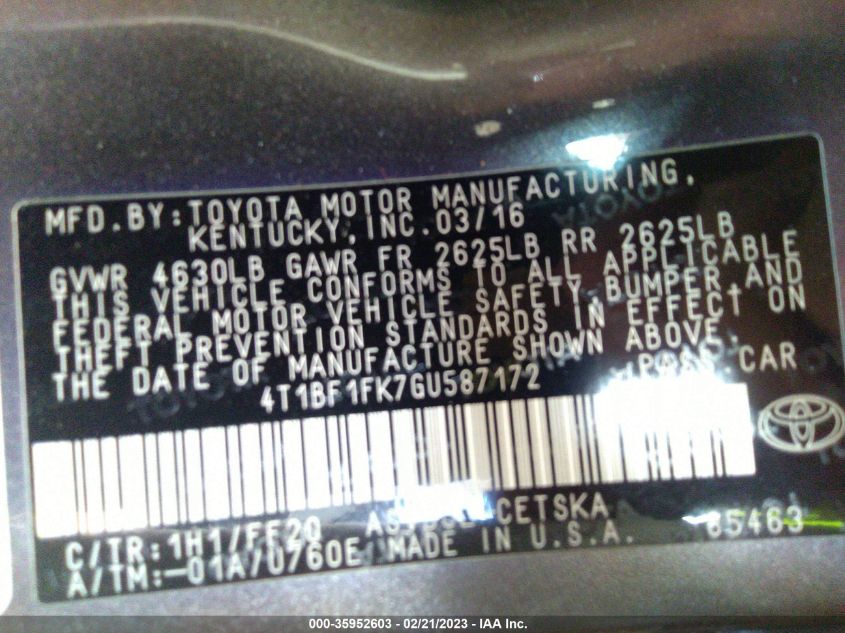 MFD.BY:TOYOTA MOTOR MANUFACTURING,
KENTUCKY,INC.03/16
GVWR 4630LB GAWR FR 2625LB RR 2625LB
THIS VEHICLE CONFORMS TO ALL APPLICABLE
FEDERAL MOTOR VEHICLE SAFETY,BUMPER,AND
THEFT PREVENTION STANDARDS IN EFFECT ON
THE DATE OF MANUFACTURE SHOWN ABOVE.
4T1BF1FK7GU587172 PASS CAR
C/TR:1H1/FE20 CETSKA
A/TM:-01A/U760E MADE IN U.S.A. 85463
000-35952603 - 02/21/2023 - IAA Inc.